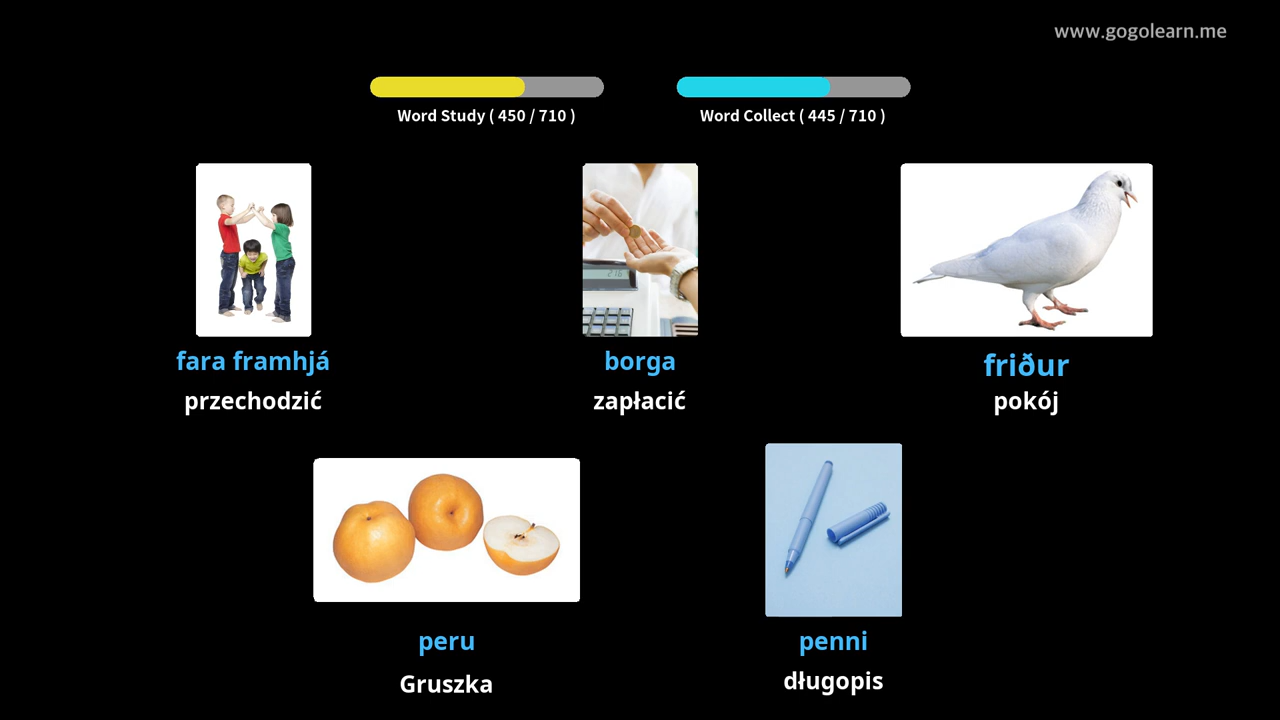 www.gogolearn.me
Word Study ( 450 / 710 )
Word Collect ( 445 / 710 )
fara framhjá
przechodzić
borga
zapłacić
friður
pokój
peru
Gruszka
penni
długopis